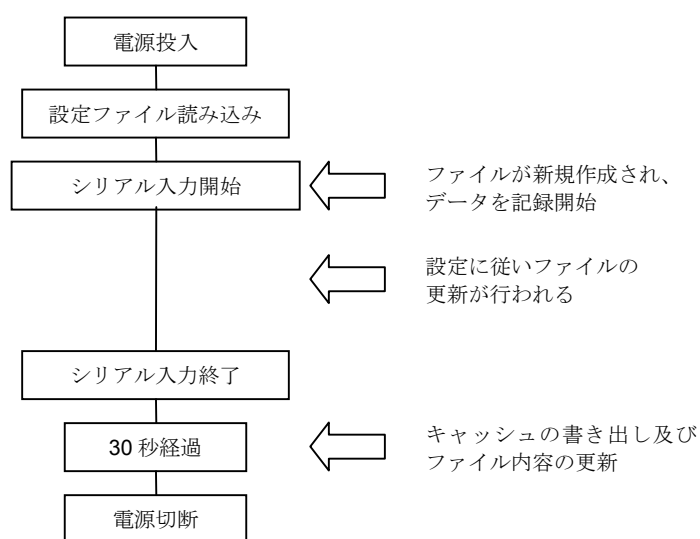 電源投入
設定ファイル読み込み
シリアル入力開始
ファイルが新規作成され、
データを記録開始
設定に従いファイルの
更新が行われる
シリアル入力終了
30 秒経過
キャッシュの書き出し及び
ファイル内容の更新
電源切断